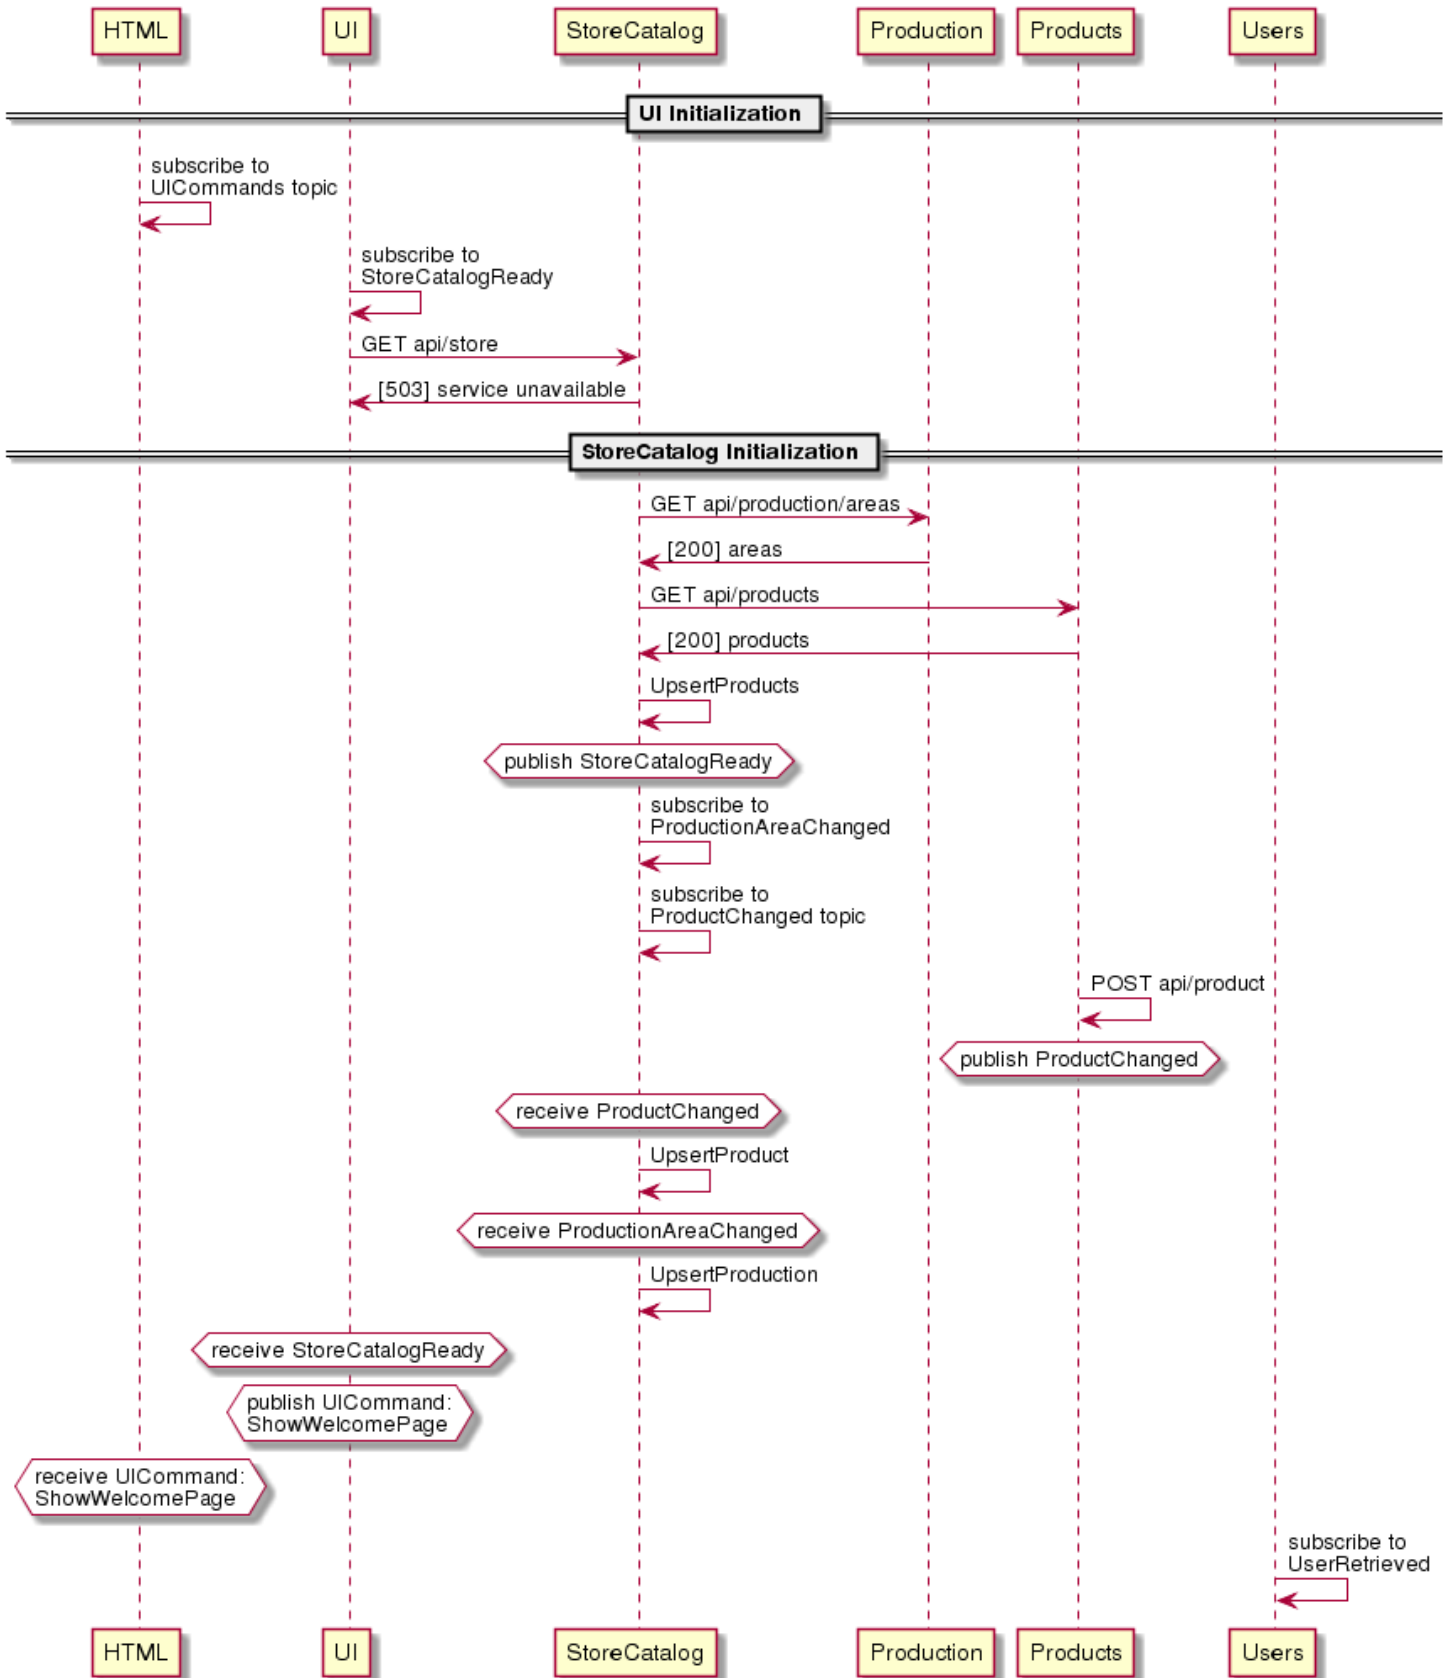 HTML
UI
StoreCatalog
Production
Products
Users
UI Initialization
subscribe to
UICommands topic
subscribe to
StoreCatalogReady
GET api/store
[503] service unavailable
StoreCatalog Initialization
GET api/production/areas
[200] areas
GET api/products
[200] products
UpsertProducts
publish StoreCatalogReady
subscribe to
ProductionAreaChanged
subscribe to
ProductChanged topic
POST api/product
publish ProductChanged
receive ProductChanged
UpsertProduct
receive ProductionAreaChanged
UpsertProduction
receive StoreCatalogReady
publish UICommand:
ShowWelcomePage
receive UICommand:
ShowWelcomePage
subscribe to
UserRetrieved
HTML
UI
StoreCatalog
Production
Products
Users